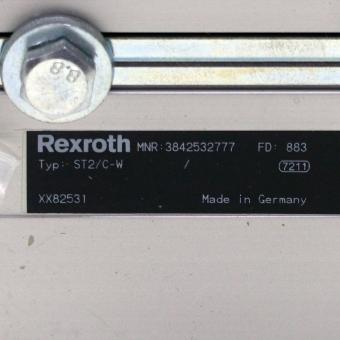 8.8
Rexroth MNR:3842532777 FD: 883
Typ: ST2/C-W / 7211
XX82531 Made in Germany